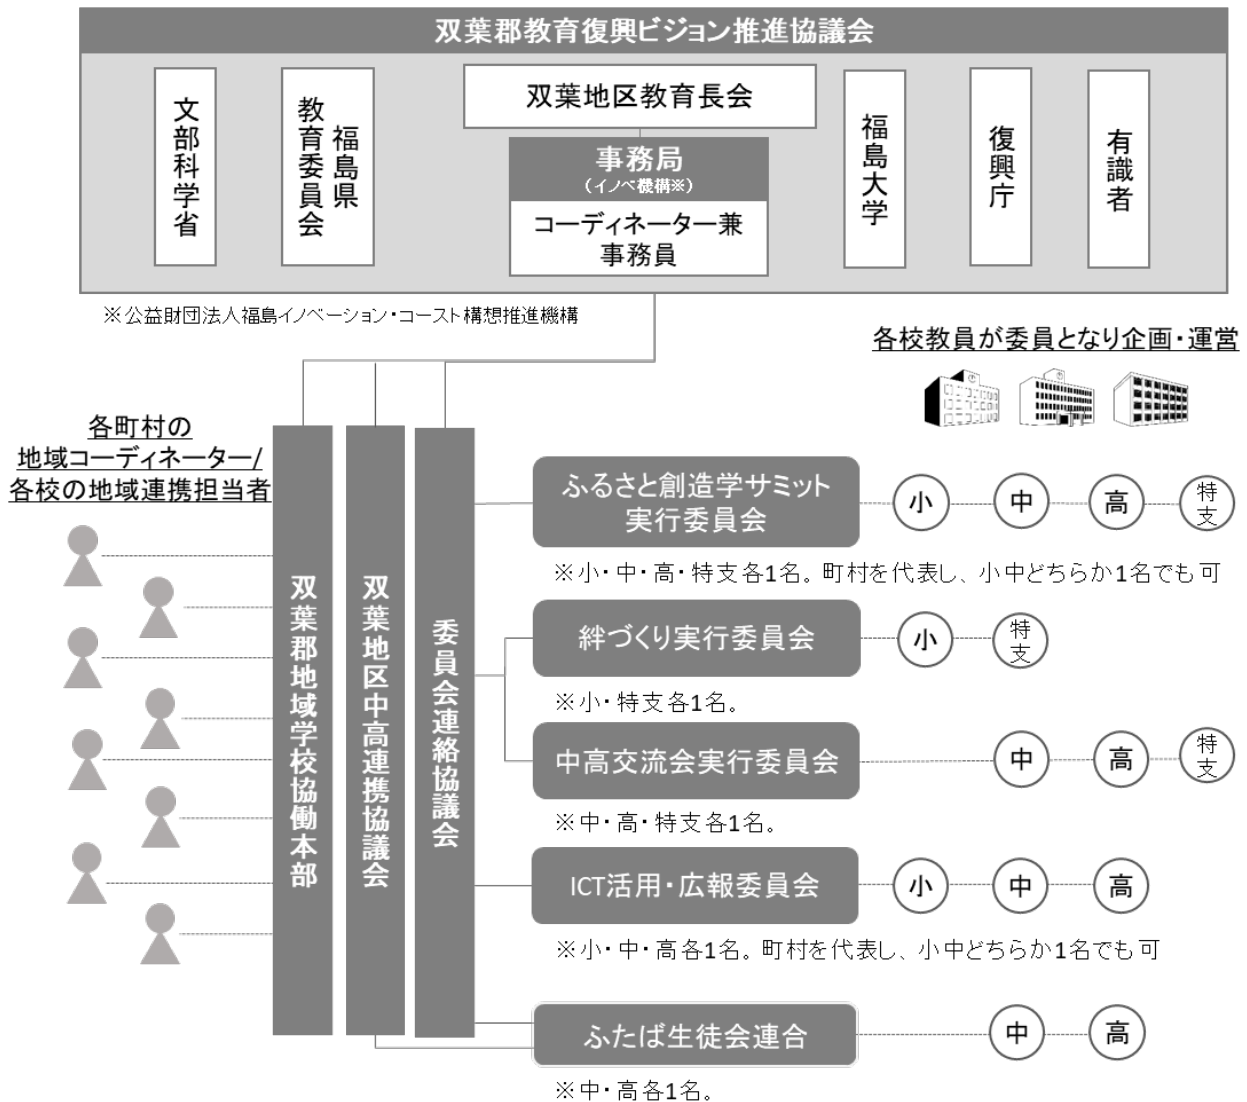 双葉郡教育復興ビジョン推進協議会
文部科学省
福島県
教育委員会
双葉地区教育長会
事務局
(イノベ機構※)
コーディネーター兼
事務員
福島大学
復興庁
有識者
※公益財団法人福島イノベーション・コースト構想推進機構
各校教員が委員となり企画・運営
各町村の
地域コーディネーター/
各校の地域連携担当者
双葉郡地域学校協働本部
双葉地区中高連携協議会
委員会連絡協議会
ふるさと創造学サミット
実行委員会
小
中
高
特支
※小・中・高・特支各1名。町村を代表し、小中どちらか1名でも可
絆づくり実行委員会
小
特支
※小・特支各1名。
中高交流会実行委員会
中
高
特支
※中・高・特支各1名。
ICT活用・広報委員会
小
中
高
※小・中・高各1名。町村を代表し、小中どちらか1名でも可
ふたば生徒会連合
中
高
※中・高各1名。